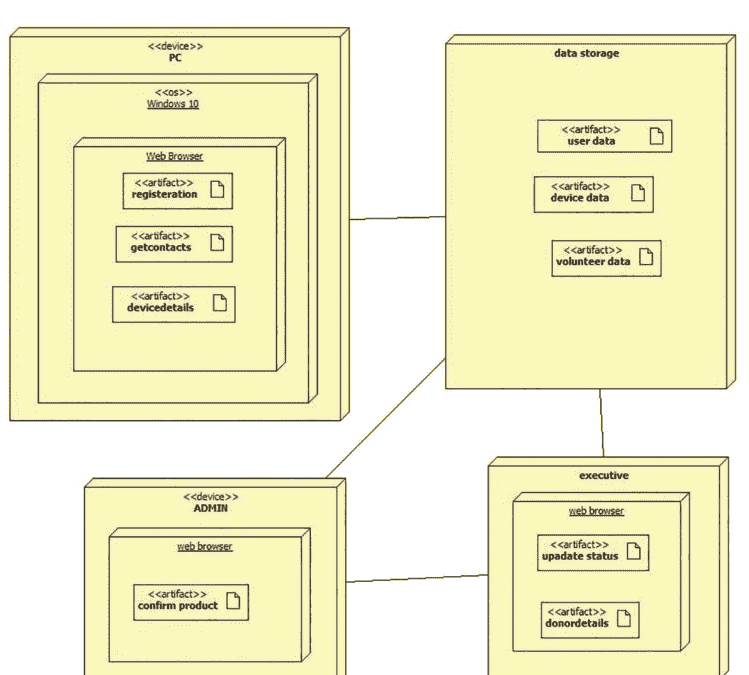 <<device>>
PC
<<os>>
Windows 10
Web Browser
<<artifact>>
registeration
<<artifact>>
getcontacts
<<artifact>>
devicedetails
data storage
<<artifact>>
user data
<<artifact>>
device data
<<artifact>>
volunteer data
<<device>>
ADMIN
web browser
<<artifact>>
confirm product
executive
web browser
<<artifact>>
upadate status
<<artifact>>
donordetails